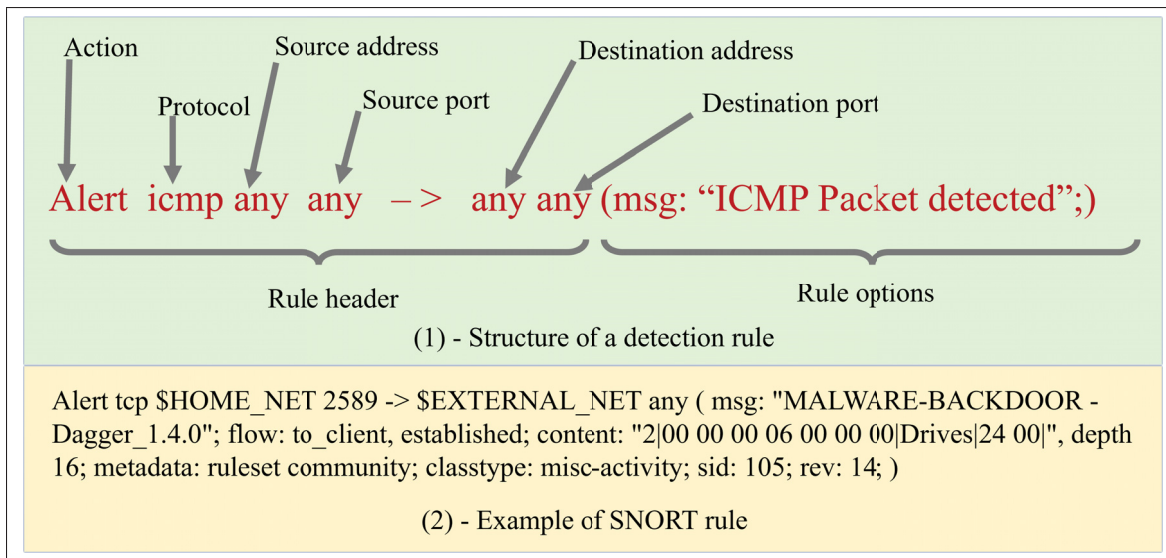 Action
Source address
Destination address
Protocol
Source port
Destination port
Alert icmp any any – > any any (msg: “ICMP Packet detected”;)
Rule header
Rule options
(1) - Structure of a detection rule
Alert tcp $HOME_NET 2589 -> $EXTERNAL_NET any ( msg: "MALWARE-BACKDOOR -
Dagger_1.4.0"; flow: to_client, established; content: "2|00 00 00 06 00 00 00|Drives|24 00|", depth
16; metadata: ruleset community; classtype: misc-activity; sid: 105; rev: 14; )
(2) - Example of SNORT rule